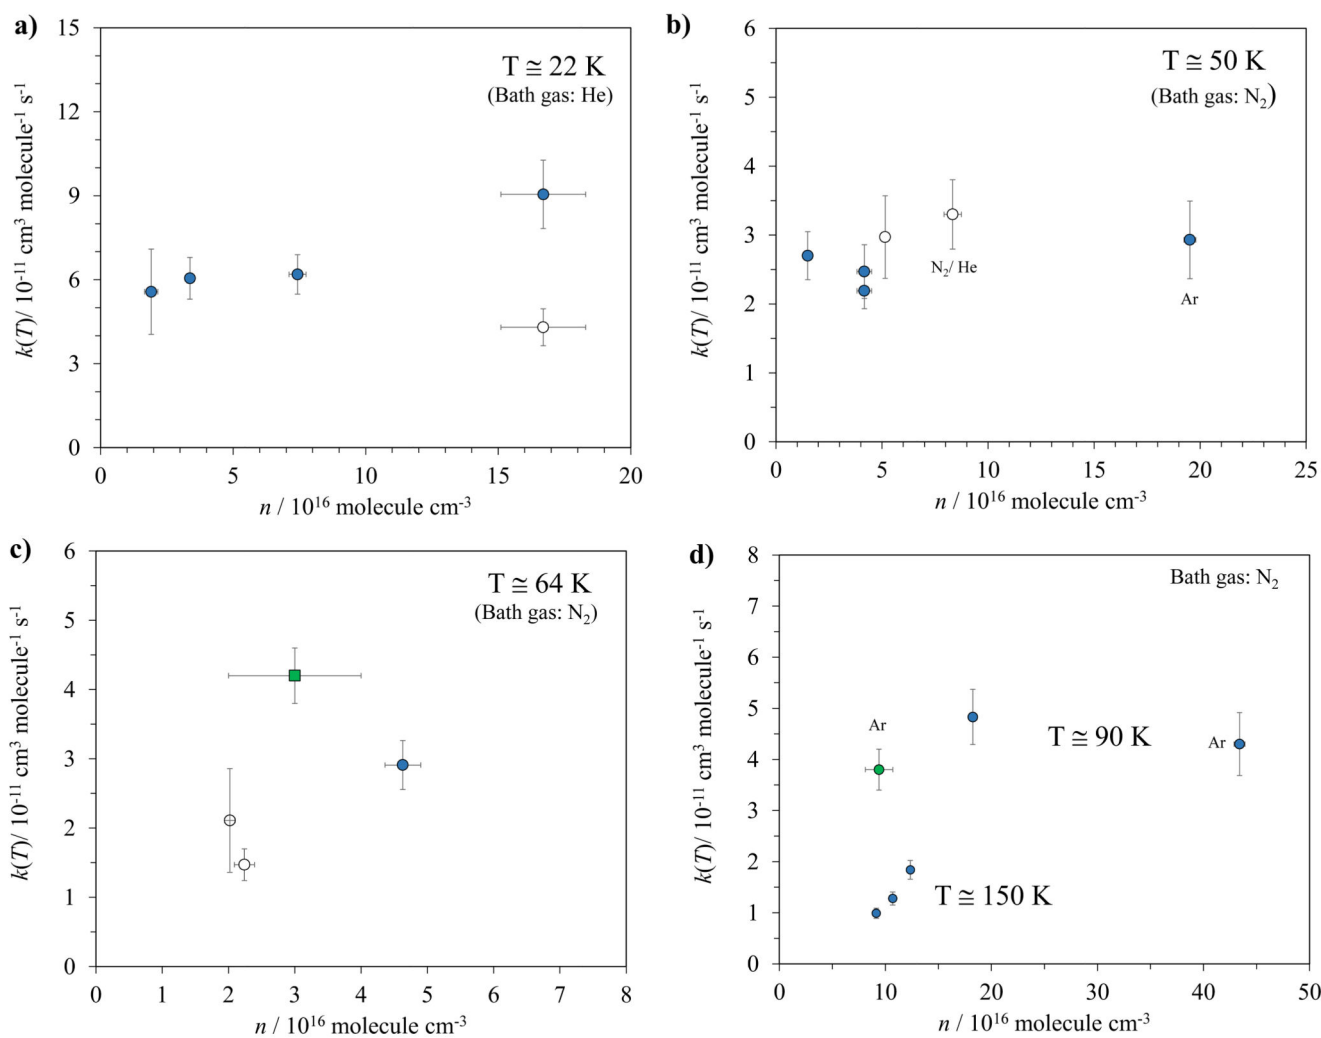 a)
15
12
9
6
3
0
k(T)/ 10⁻¹¹ cm³ molecule⁻¹ s⁻¹
T ≅ 22 K
(Bath gas: He)
0 5 10 15 20
n / 10¹⁶ molecule cm⁻³
b)
6
5
4
3
2
1
0
k(T)/ 10⁻¹¹ cm³ molecule⁻¹ s⁻¹
T ≅ 50 K
(Bath gas: N₂)
N₂/ He
Ar
0 5 10 15 20 25
n / 10¹⁶ molecule cm⁻³
c)
6
5
4
3
2
1
0
k(T)/ 10⁻¹¹ cm³ molecule⁻¹ s⁻¹
T ≅ 64 K
(Bath gas: N₂)
0 1 2 3 4 5 6 7 8
n / 10¹⁶ molecule cm⁻³
d)
8
7
6
5
4
3
2
1
0
k(T)/ 10⁻¹¹ cm³ molecule⁻¹ s⁻¹
Bath gas: N₂
Ar
T ≅ 90 K
Ar
T ≅ 150 K
0 10 20 30 40 50
n / 10¹⁶ molecule cm⁻³